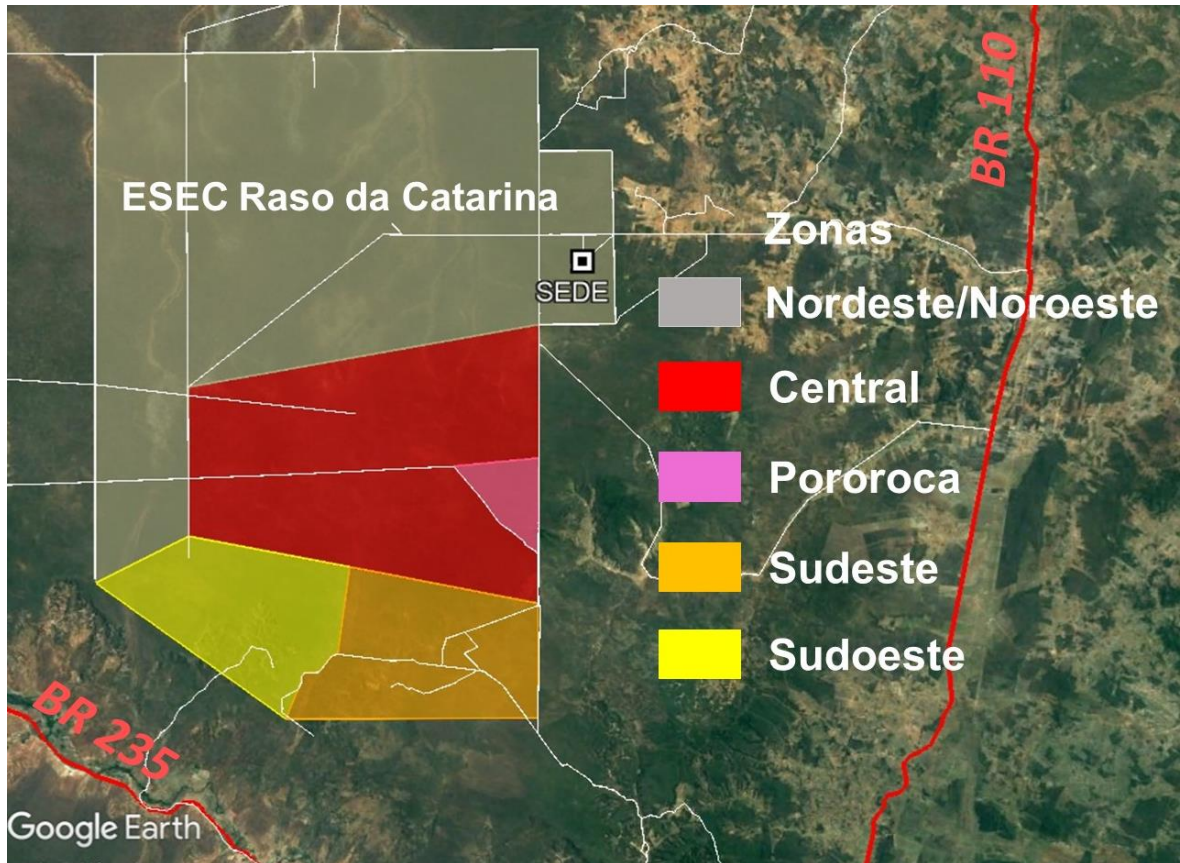 BR 110
ESEC Raso da Catarina
Zonas
SEDE
Nordeste/Noroeste
Central
Pororoca
Sudeste
Sudoeste
BR 235
Google Earth